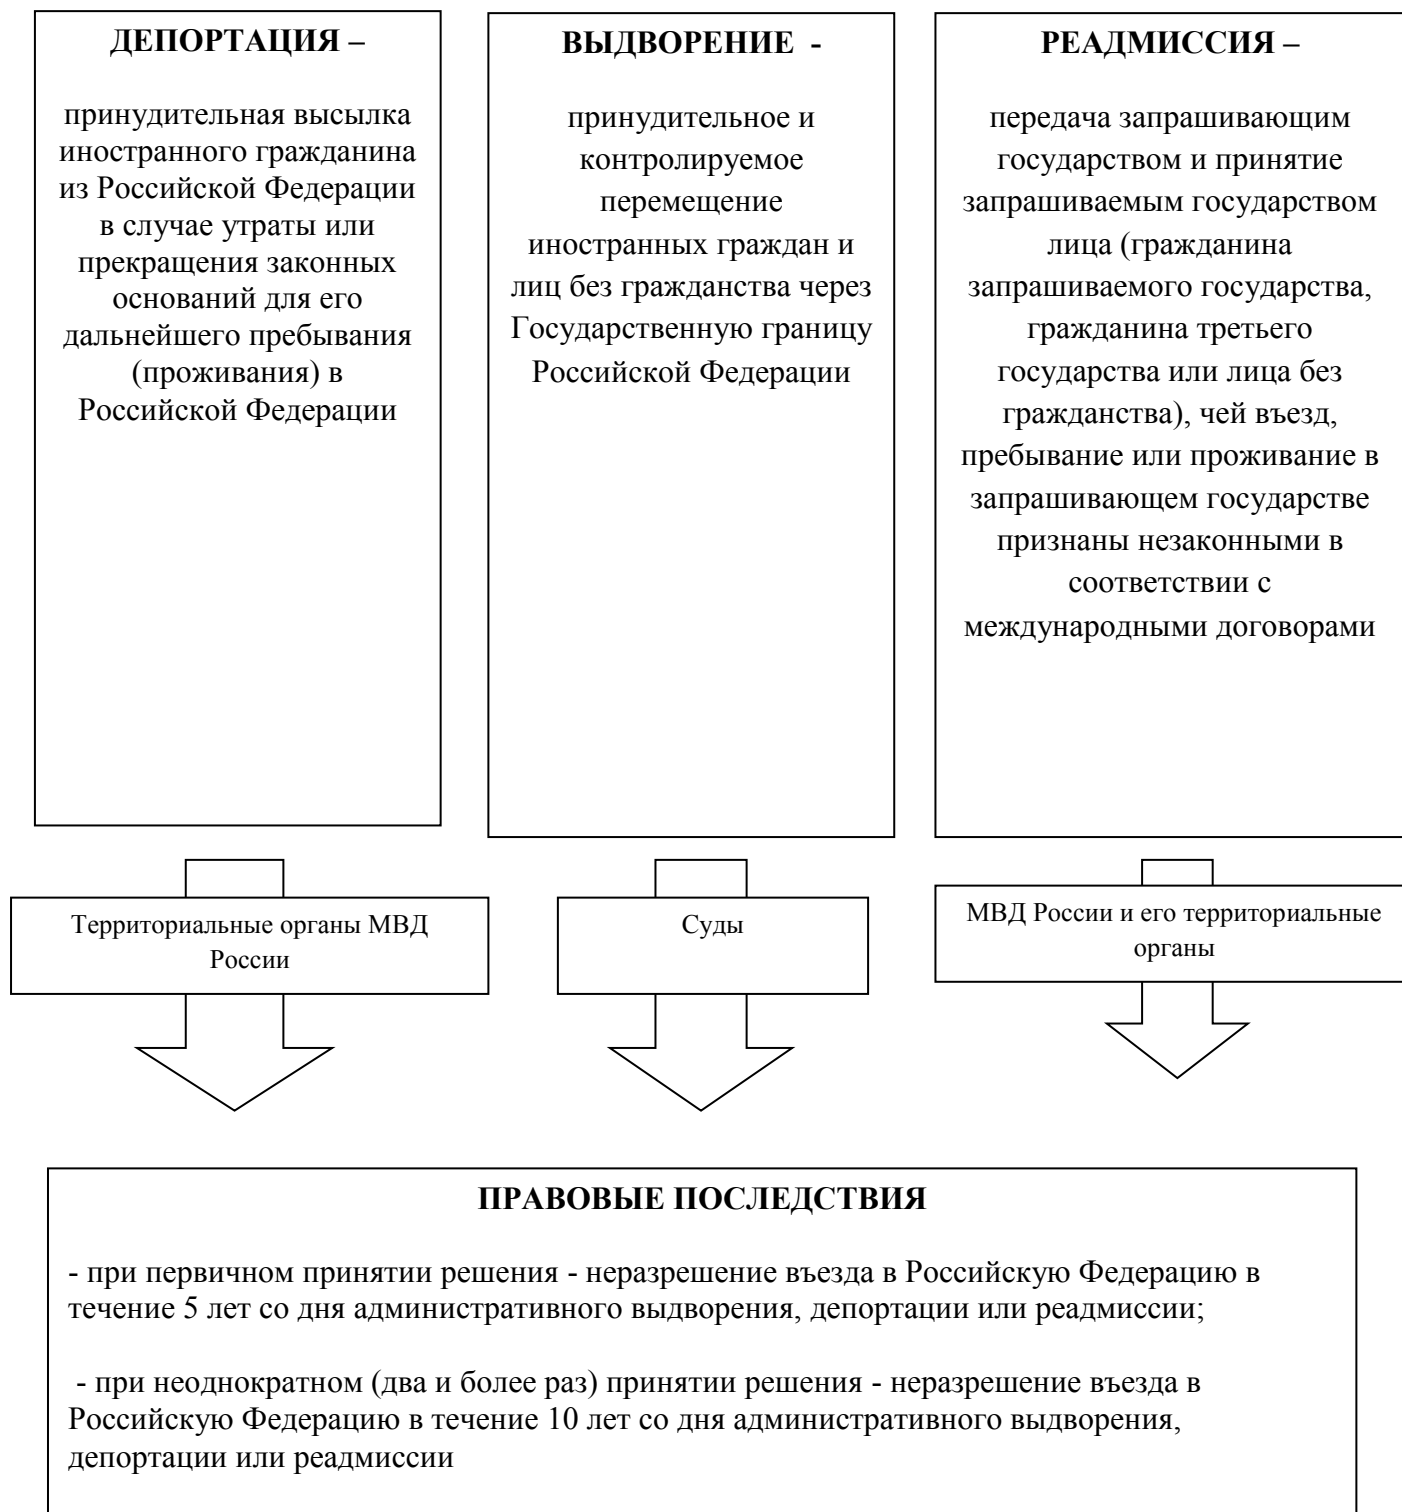 ДЕПОРТАЦИЯ –
принудительная высылка
иностранного гражданина
из Российской Федерации
в случае утраты или
прекращения законных
оснований для его
дальнейшего пребывания
(проживания) в
Российской Федерации
ВЫДВОРЕНИЕ -
принудительное и
контролируемое
перемещение
иностранных граждан и
лиц без гражданства через
Государственную границу
Российской Федерации
РЕАДМИССИЯ –
передача запрашивающим
государством и принятие
запрашиваемым государством
лица (гражданина
запрашиваемого государства,
гражданина третьего
государства или лица без
гражданства), чей въезд,
пребывание или проживание в
запрашивающем государстве
признаны незаконными в
соответствии с
международными договорами
Территориальные органы МВД
России
Суды
МВД России и его территориальные
органы
ПРАВОВЫЕ ПОСЛЕДСТВИЯ
- при первичном принятии решения - неразрешение въезда в Российскую Федерацию в
течение 5 лет со дня административного выдворения, депортации или реадмиссии;
- при неоднократном (два и более раз) принятии решения - неразрешение въезда в
Российскую Федерацию в течение 10 лет со дня административного выдворения,
депортации или реадмиссии